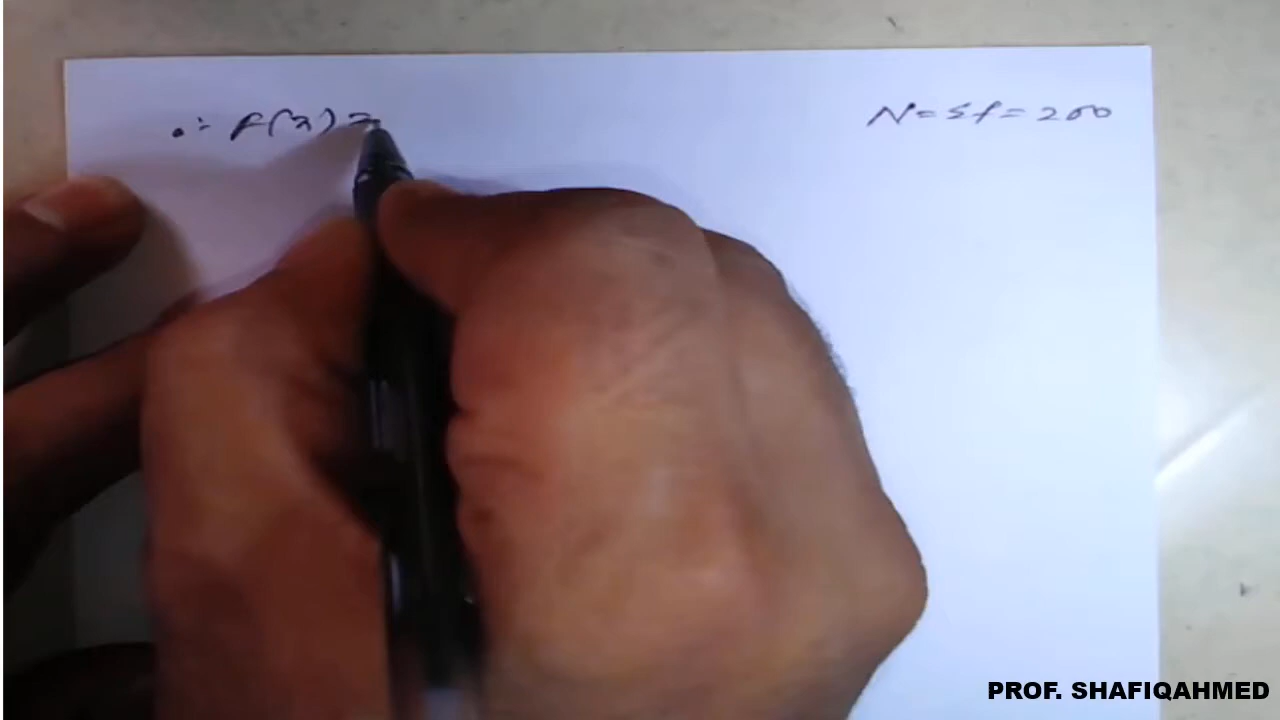 ∴ F(x) =
N = Σf = 200
PROF. SHAFIQAHMED